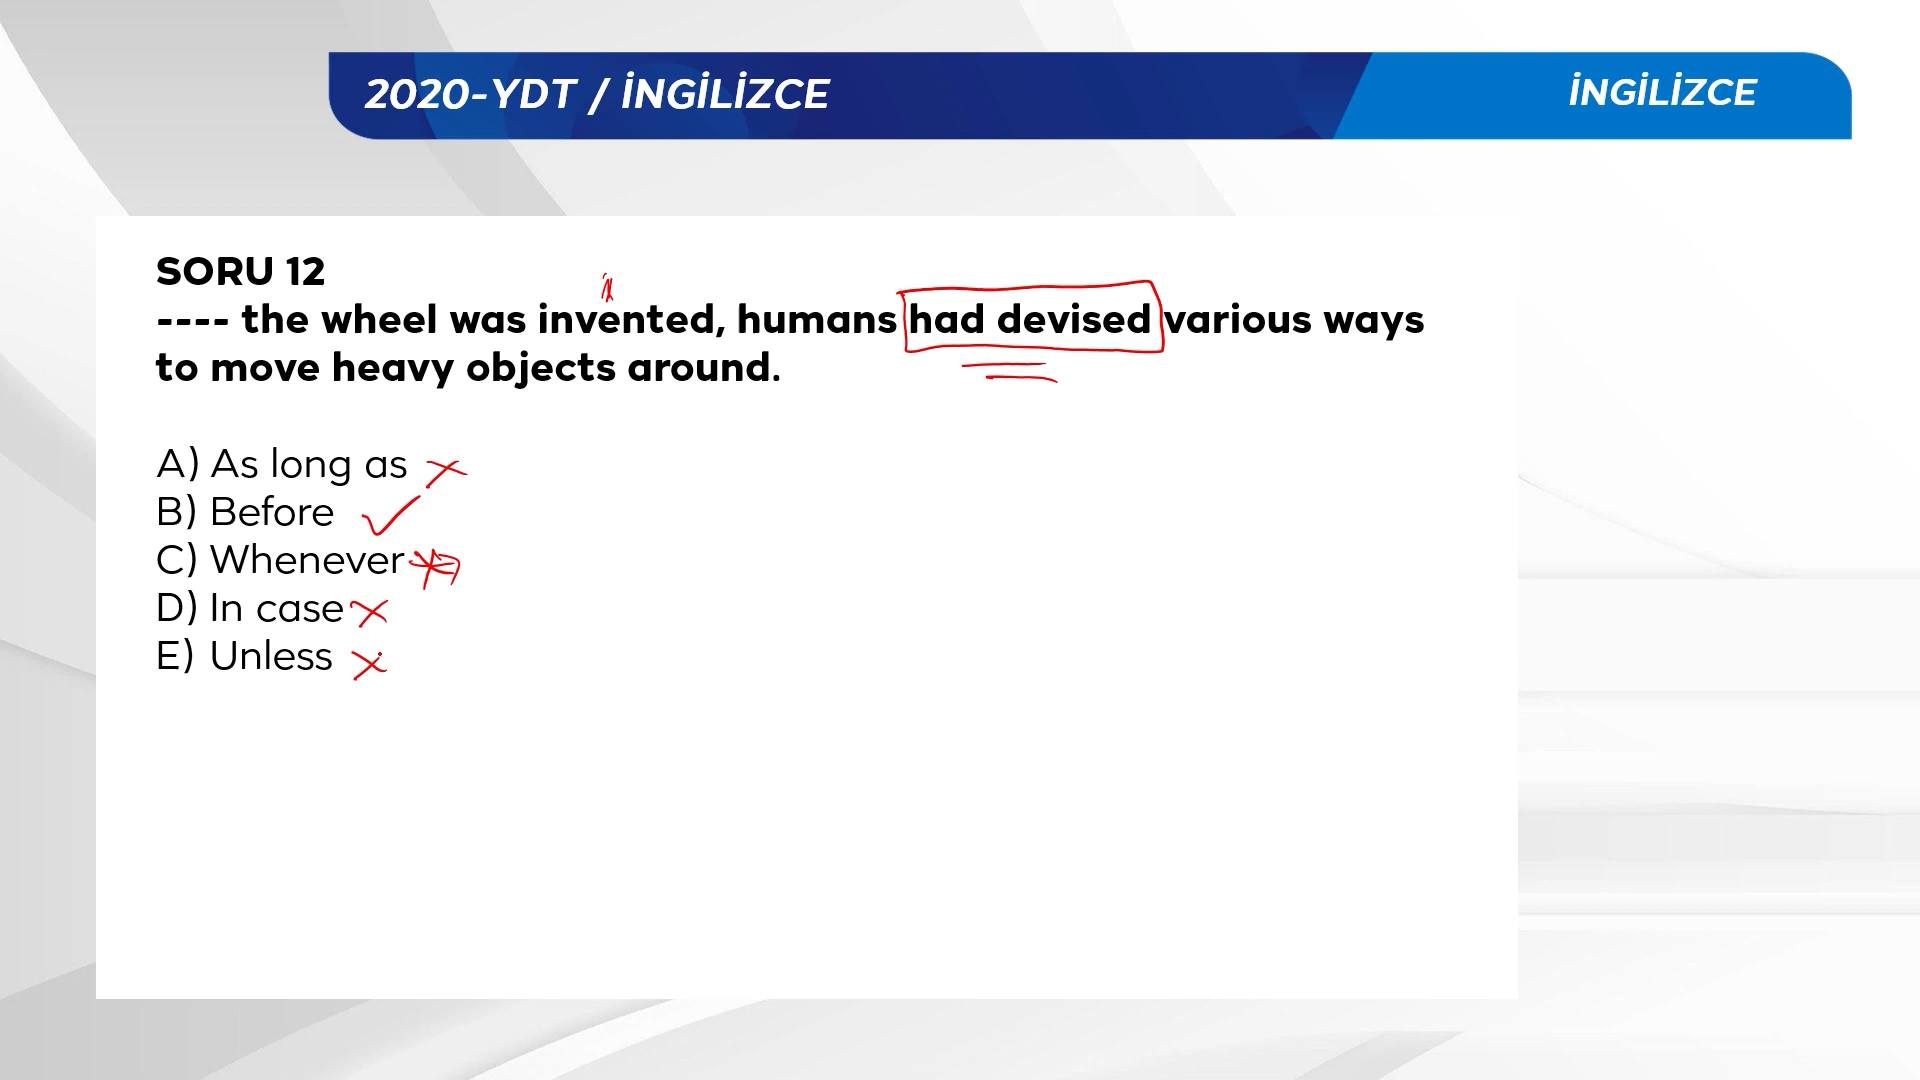 2020-YDT / İNGİLİZCE
İNGİLİZCE
SORU 12
---- the wheel was invented, humans had devised various ways
to move heavy objects around.
A) As long as
B) Before
C) Whenever
D) In case
E) Unless